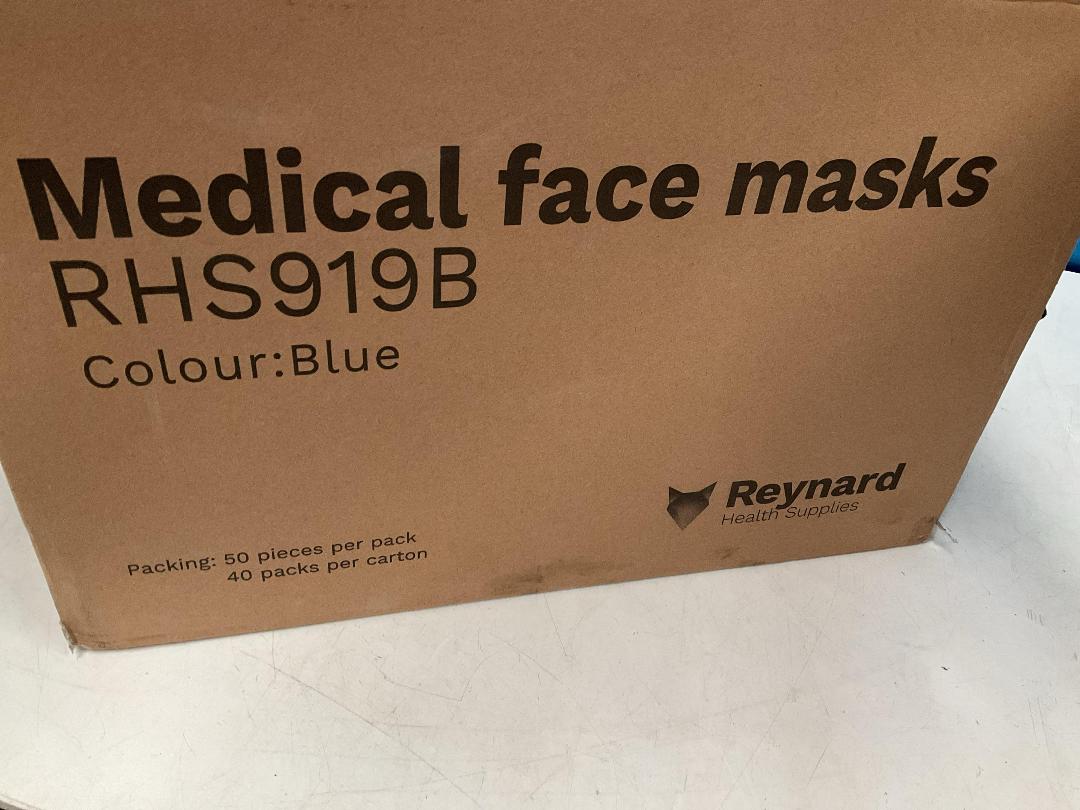 Medical face masks
RHS919B
Colour:Blue
Reynard
Health Supplies
Packing: 50 pieces per pack
40 packs per carton